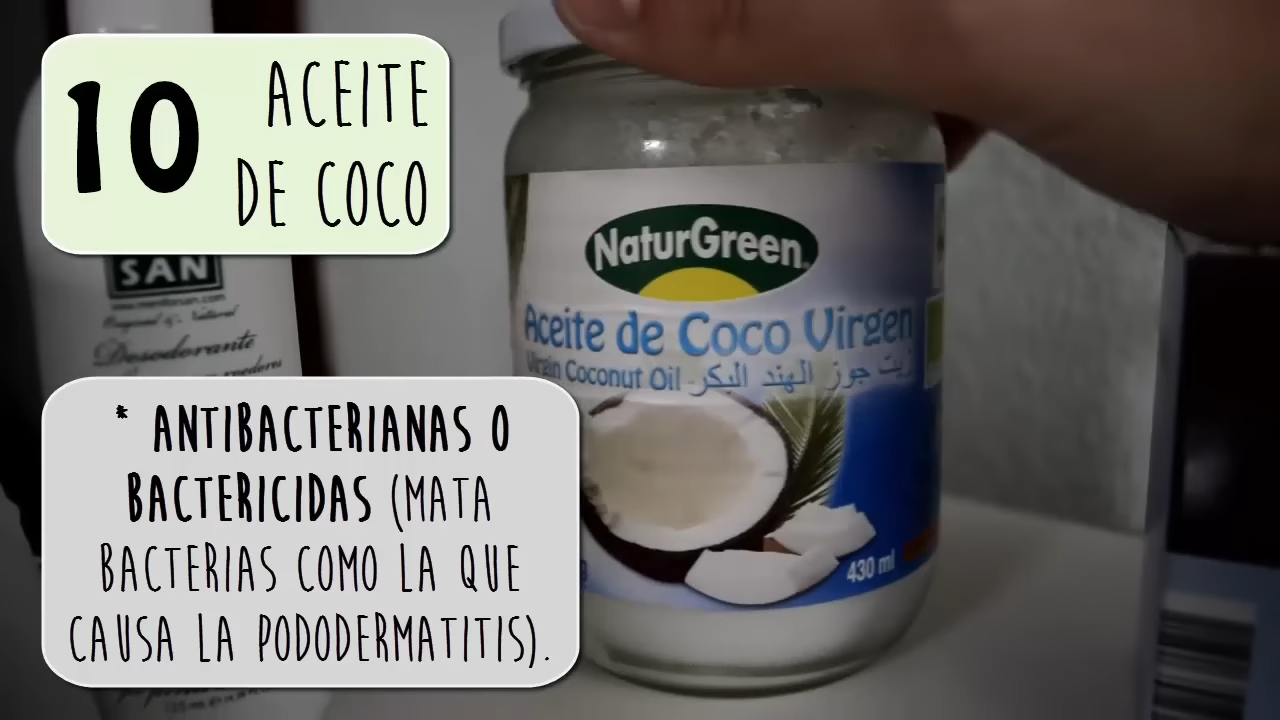 10
ACEITE
DE COCO
SAN
Desodorante
* ANTIBACTERIANAS O
BACTERICIDAS (MATA
BACTERIAS COMO LA QUE
CAUSA LA PODODERMATITIS).
NaturGreen
Aceite de Coco Virgen
Virgin Coconut Oil زيت جوز الهند البكر
430 ml